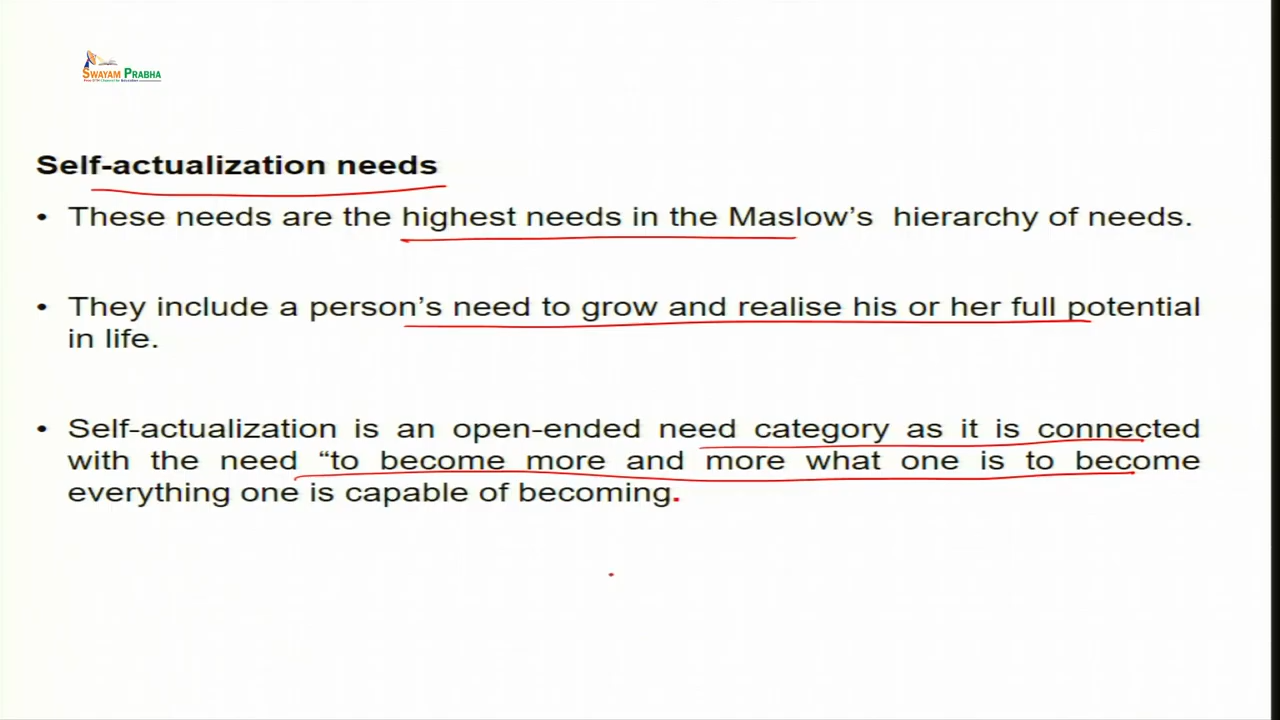 SWAYAM PRABHA
Self-actualization needs
• These needs are the highest needs in the Maslow’s hierarchy of needs.
• They include a person’s need to grow and realise his or her full potential
in life.
• Self-actualization is an open-ended need category as it is connected
with the need “to become more and more what one is to become
everything one is capable of becoming.